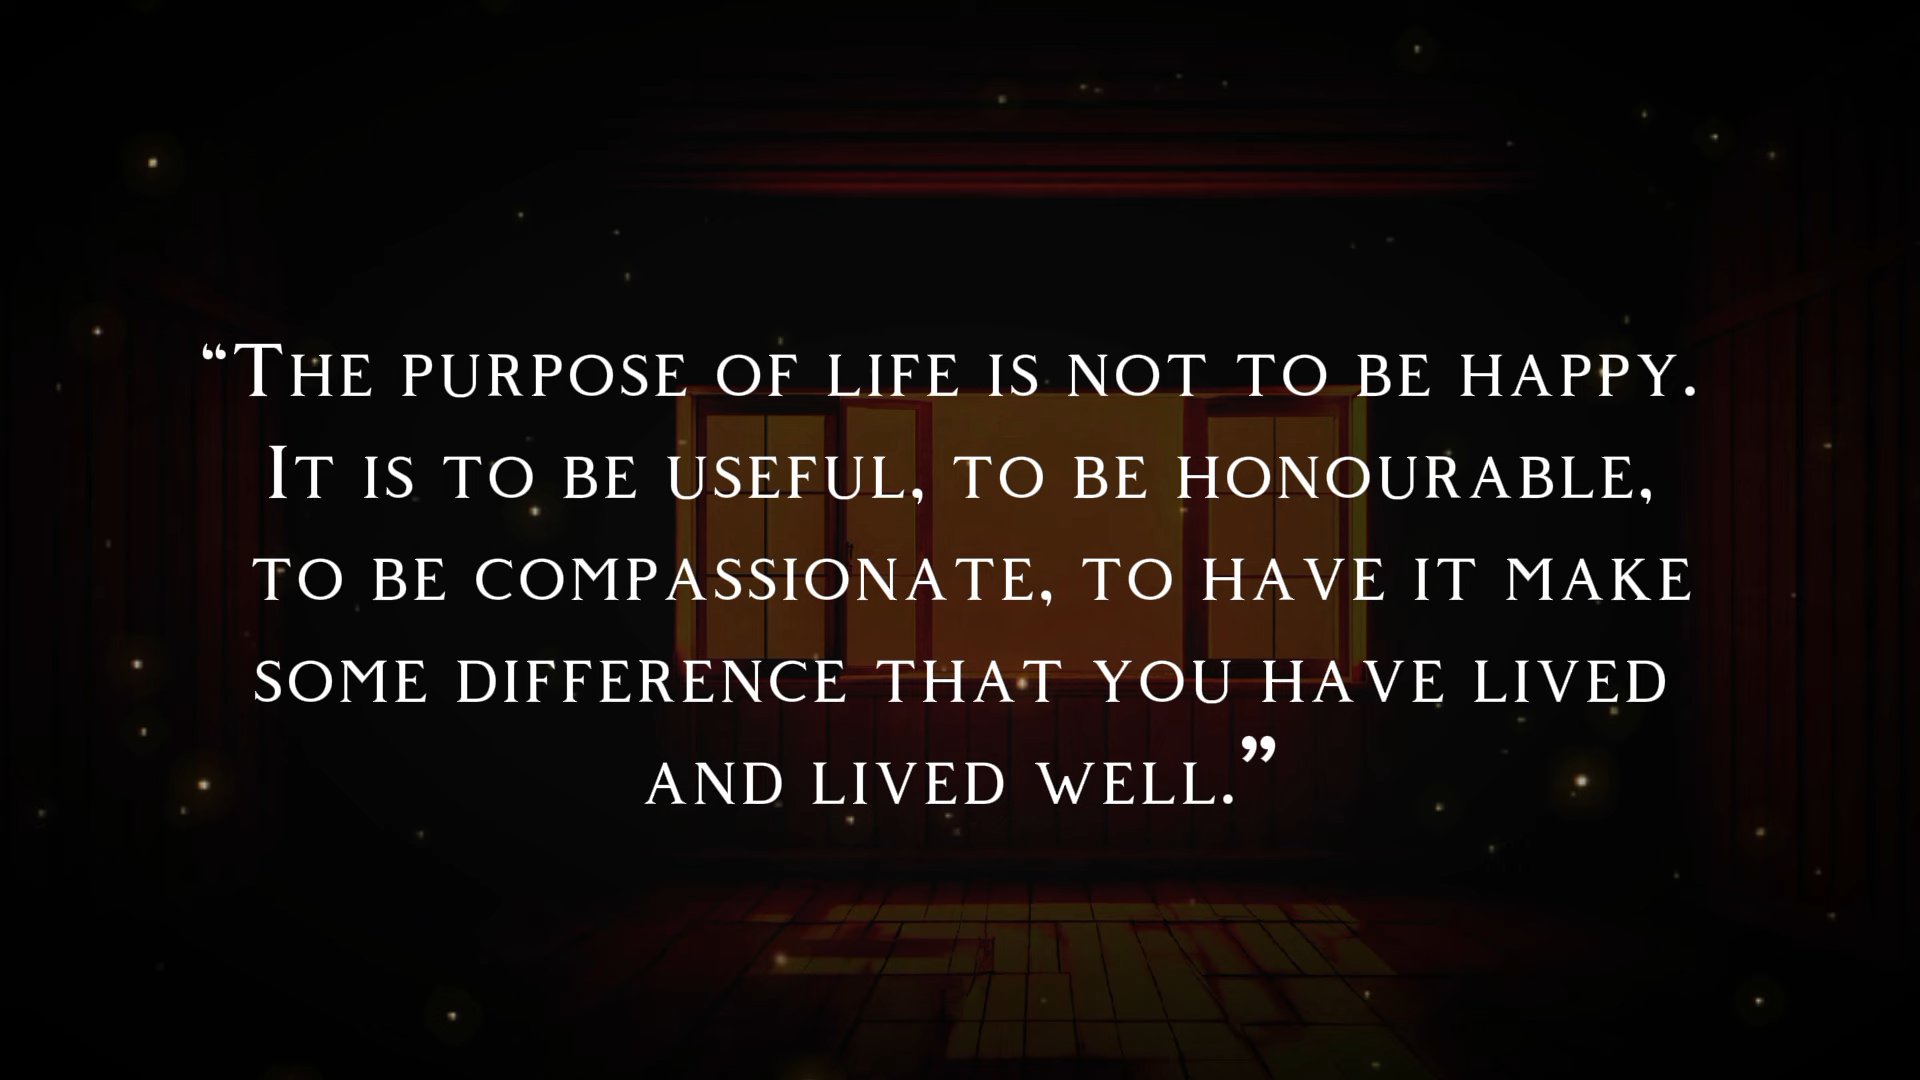 “The purpose of life is not to be happy.
It is to be useful, to be honourable,
to be compassionate, to have it make
some difference that you have lived
and lived well.”